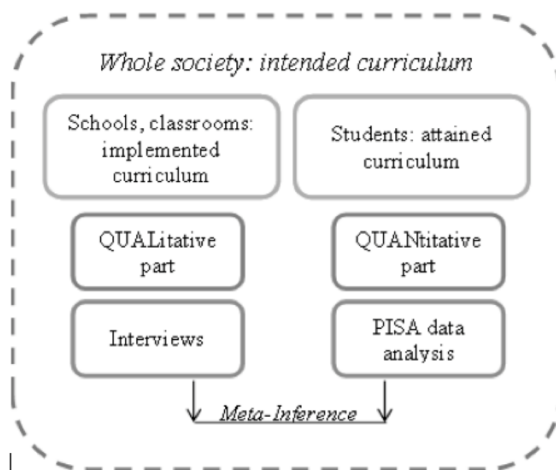 Whole society: intended curriculum
Schools, classrooms:
implemented
curriculum
Students: attained
curriculum
QUALitative
part
QUANtitative
part
Interviews
PISA data
analysis
Meta-Inference